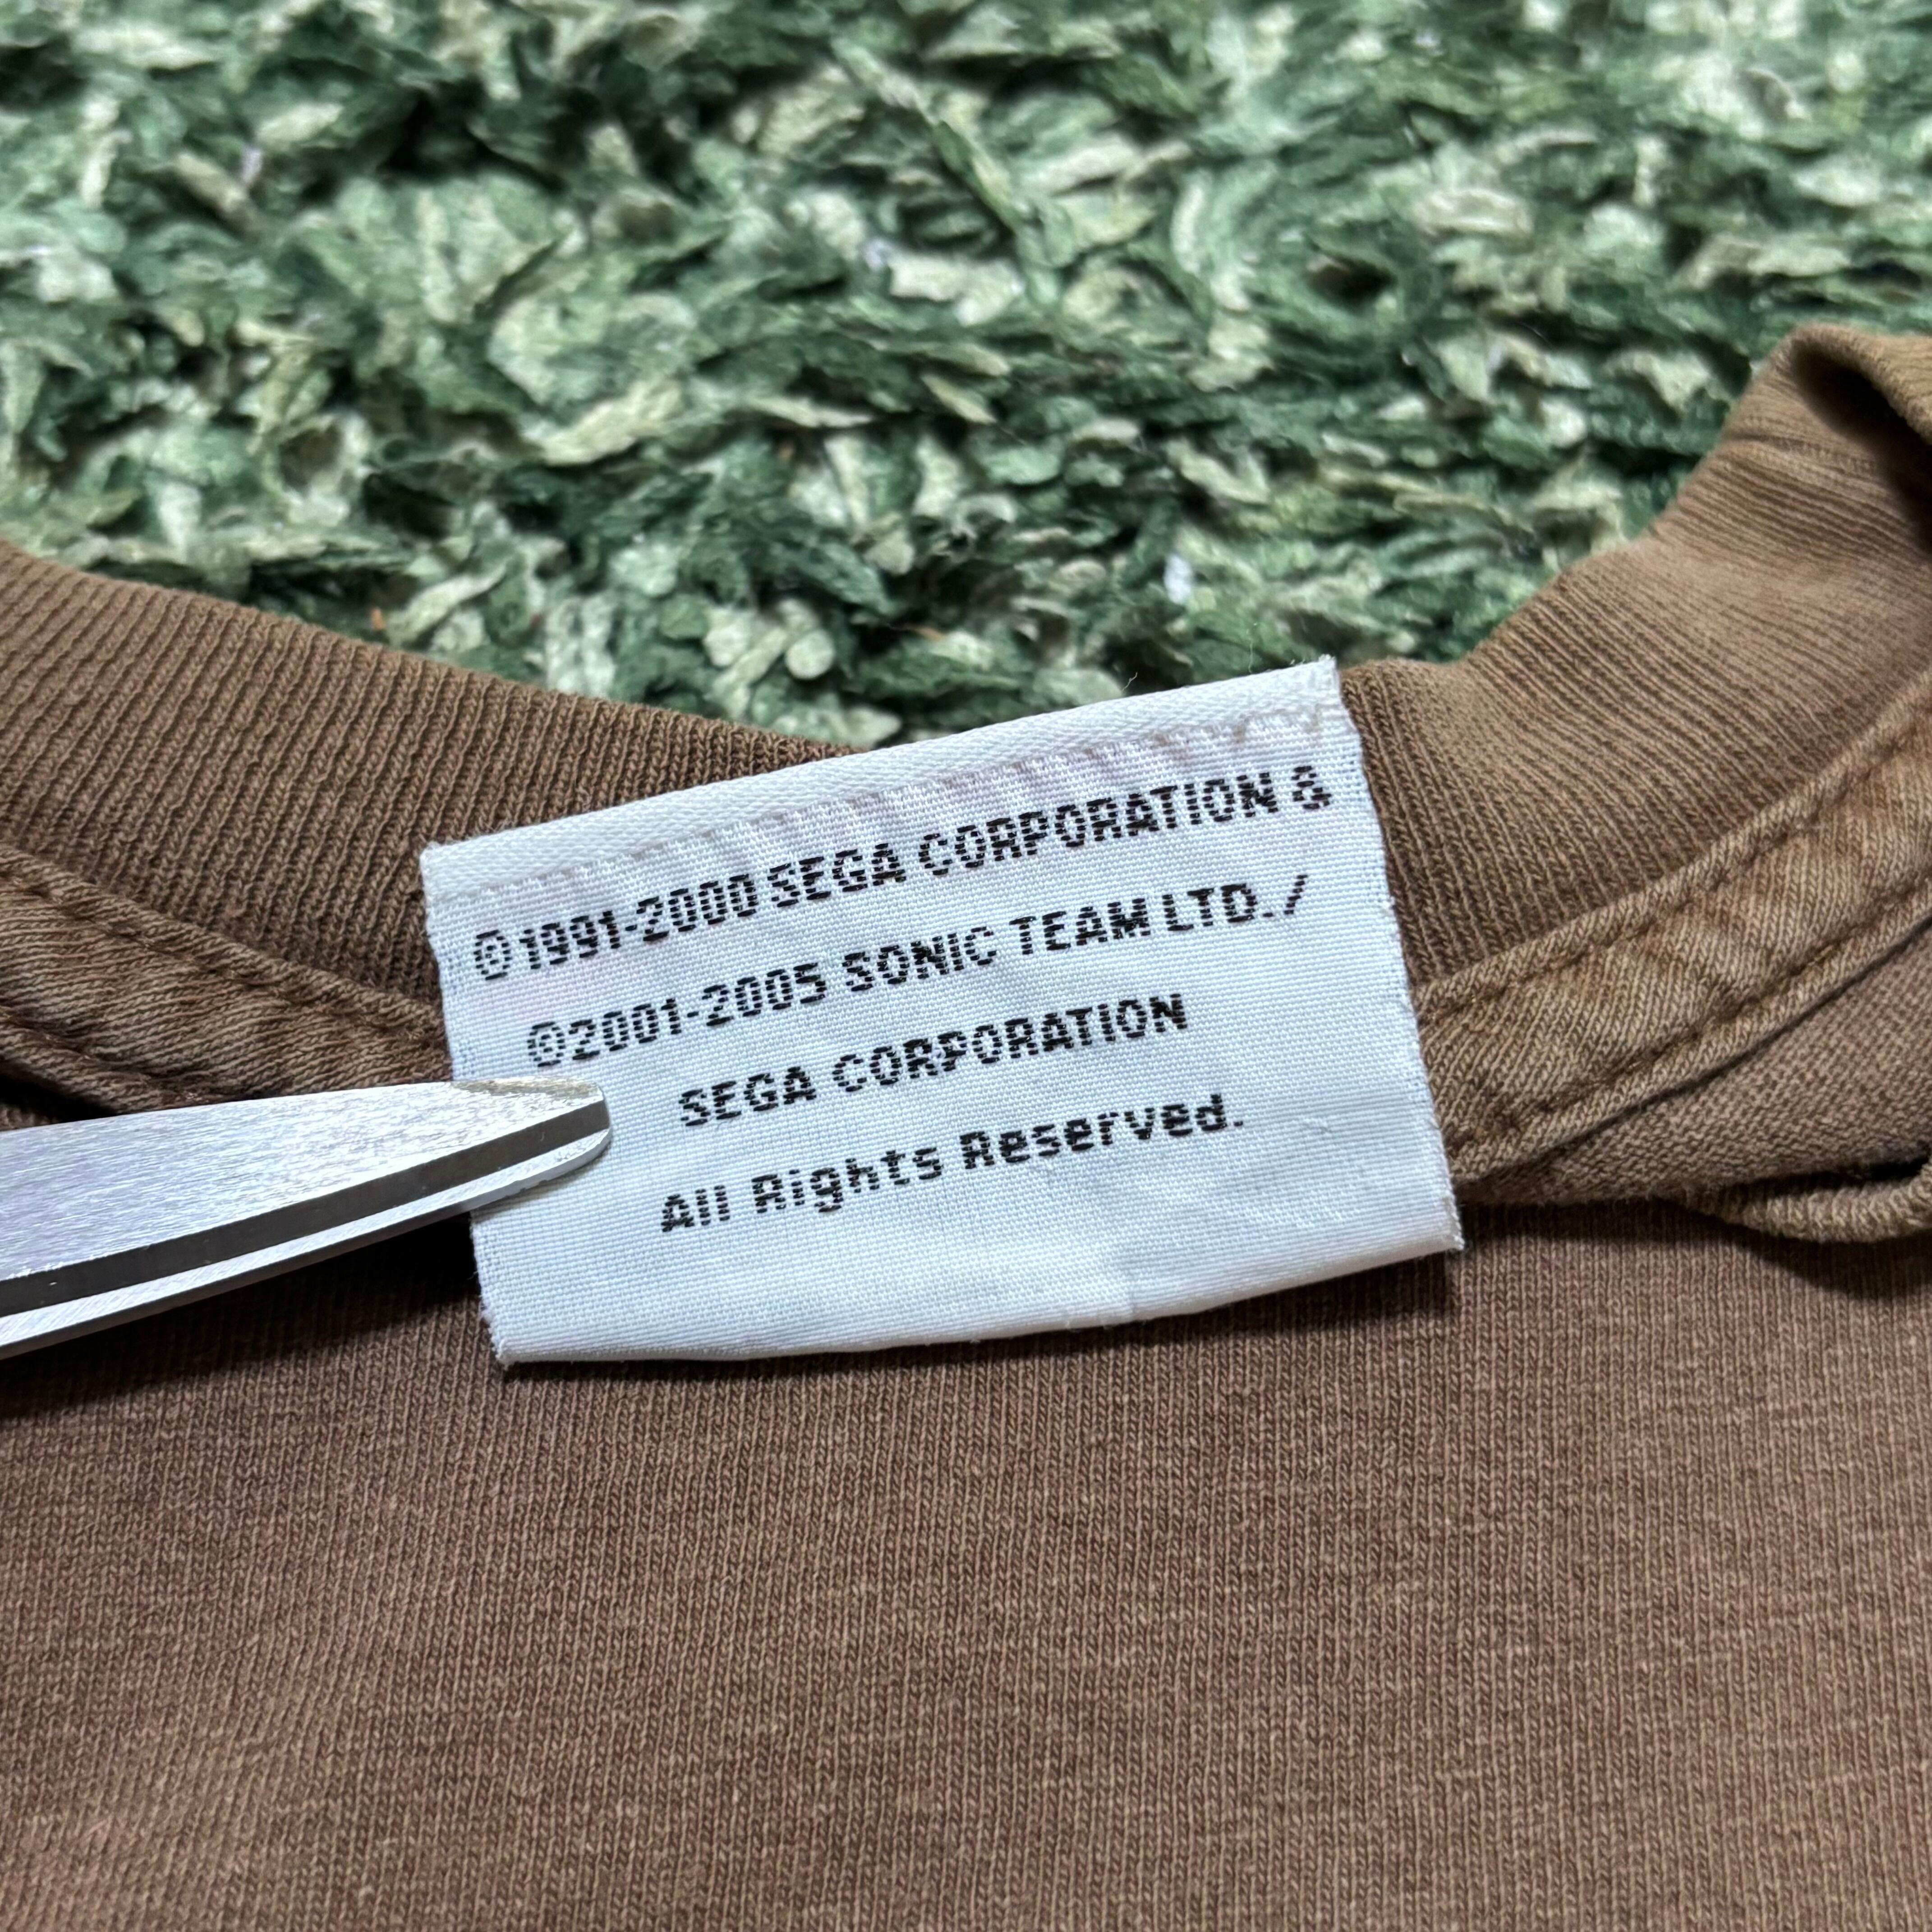 ©1991-2000 SEGA CORPORATION &
©2001-2005 SONIC TEAM LTD./
SEGA CORPORATION
All Rights Reserved.